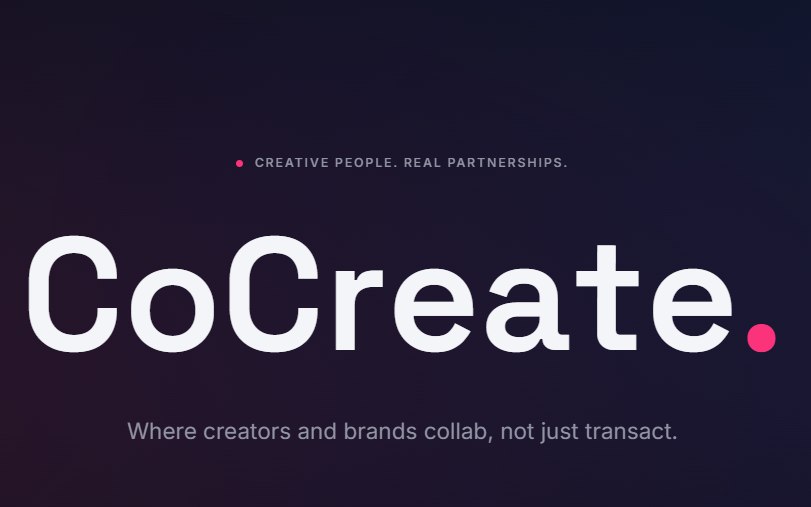 CREATIVE PEOPLE. REAL PARTNERSHIPS.
CoCreate.
Where creators and brands collab, not just transact.